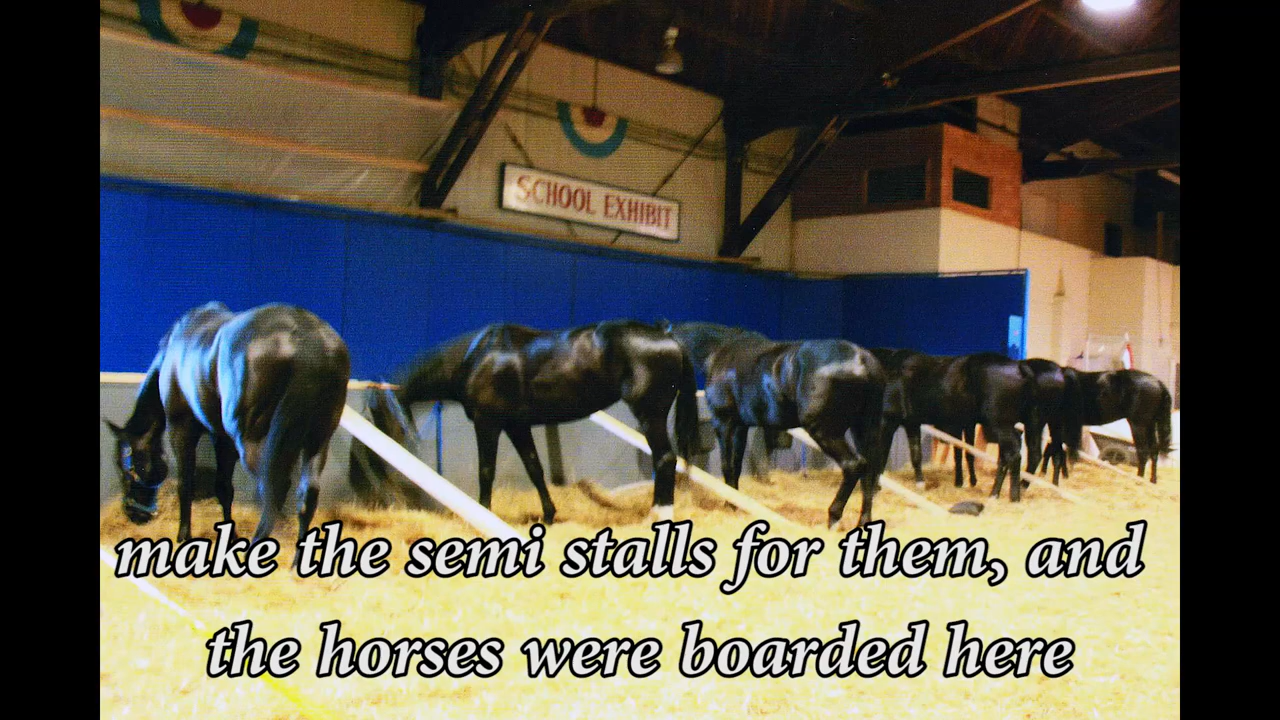 SCHOOL EXHIBIT
make the semi stalls for them, and
the horses were boarded here